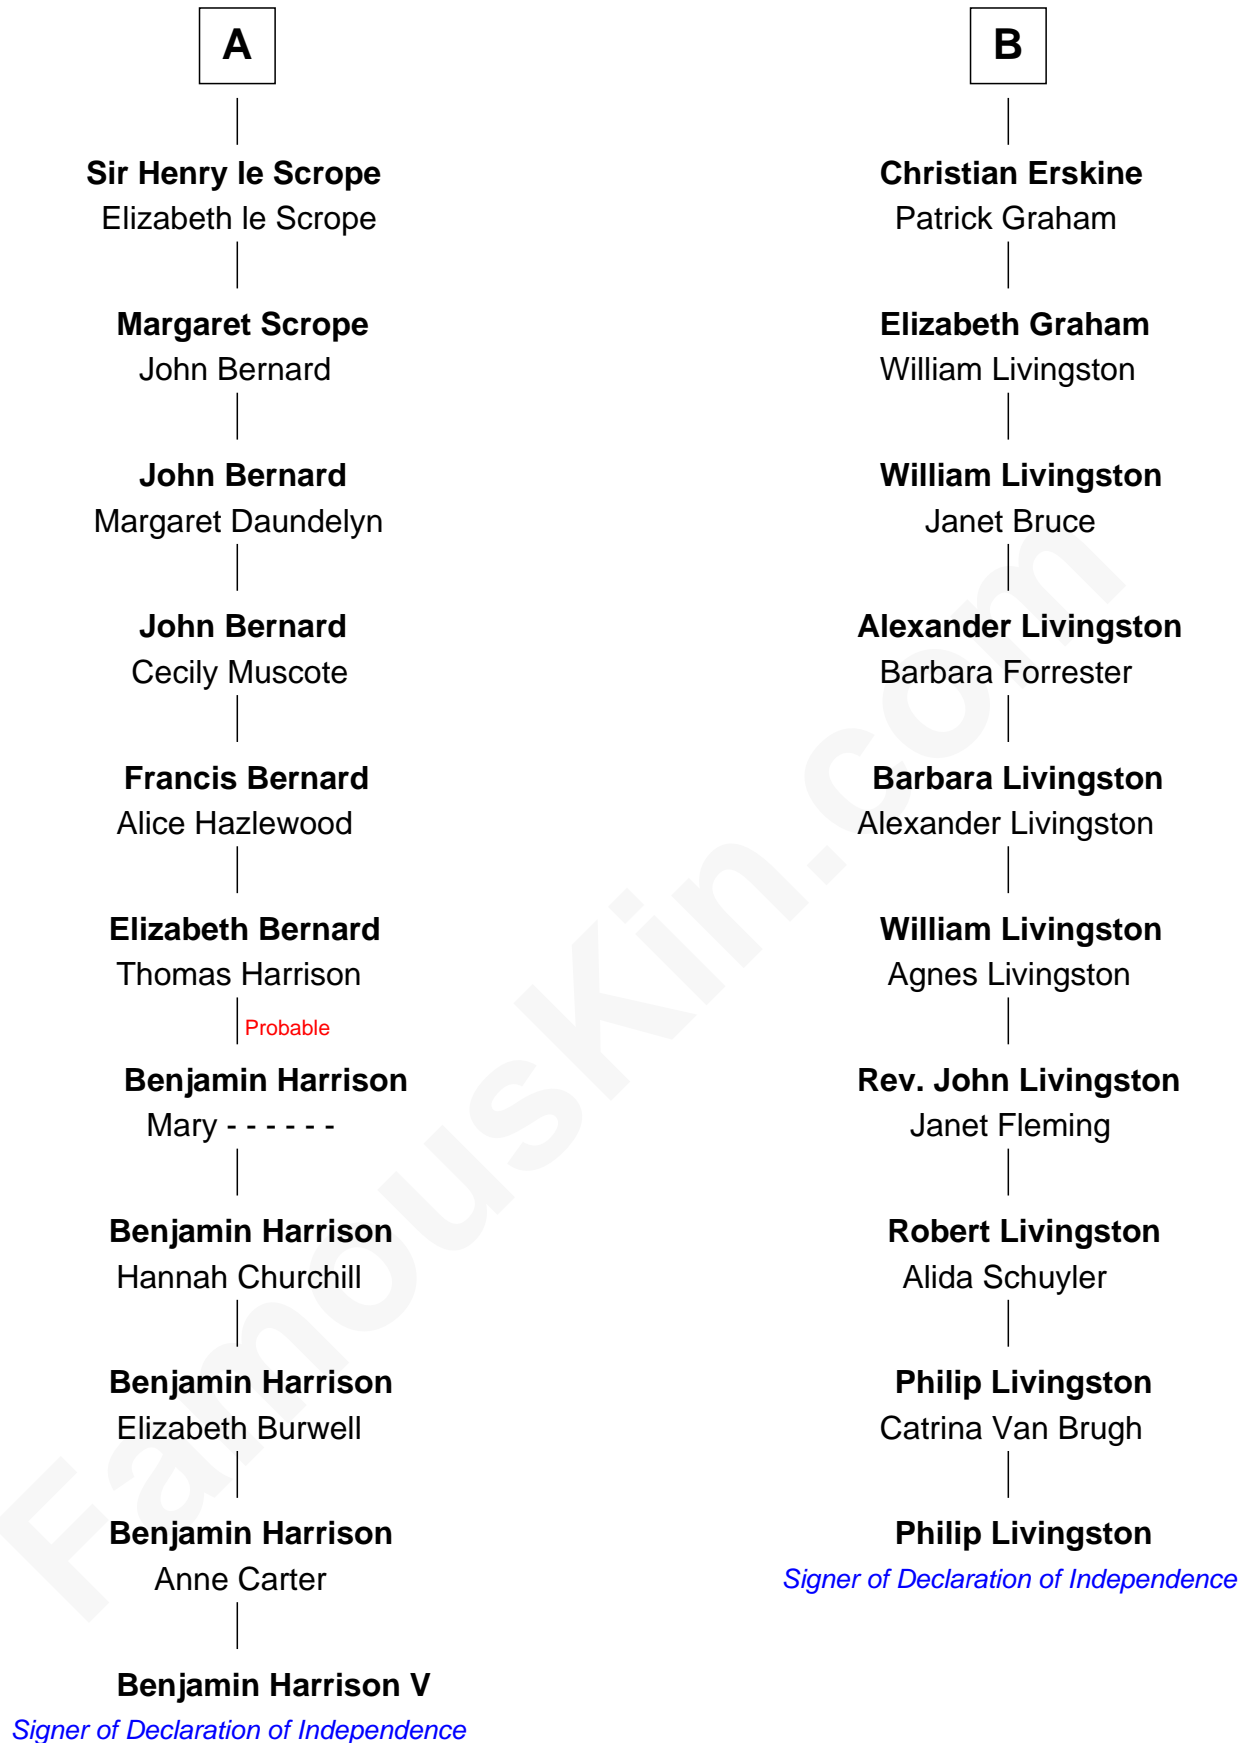 A
Sir Henry le Scrope
Elizabeth le Scrope
Margaret Scrope
John Bernard
John Bernard
Margaret Daundelyn
John Bernard
Cecily Muscote
Francis Bernard
Alice Hazlewood
Elizabeth Bernard
Thomas Harrison
Probable
Benjamin Harrison
Mary - - - - - -
Benjamin Harrison
Hannah Churchill
Benjamin Harrison
Elizabeth Burwell
Benjamin Harrison
Anne Carter
Benjamin Harrison V
Signer of Declaration of Independence
B
Christian Erskine
Patrick Graham
Elizabeth Graham
William Livingston
William Livingston
Janet Bruce
Alexander Livingston
Barbara Forrester
Barbara Livingston
Alexander Livingston
William Livingston
Agnes Livingston
Rev. John Livingston
Janet Fleming
Robert Livingston
Alida Schuyler
Philip Livingston
Catrina Van Brugh
Philip Livingston
Signer of Declaration of Independence
FamousKin.com